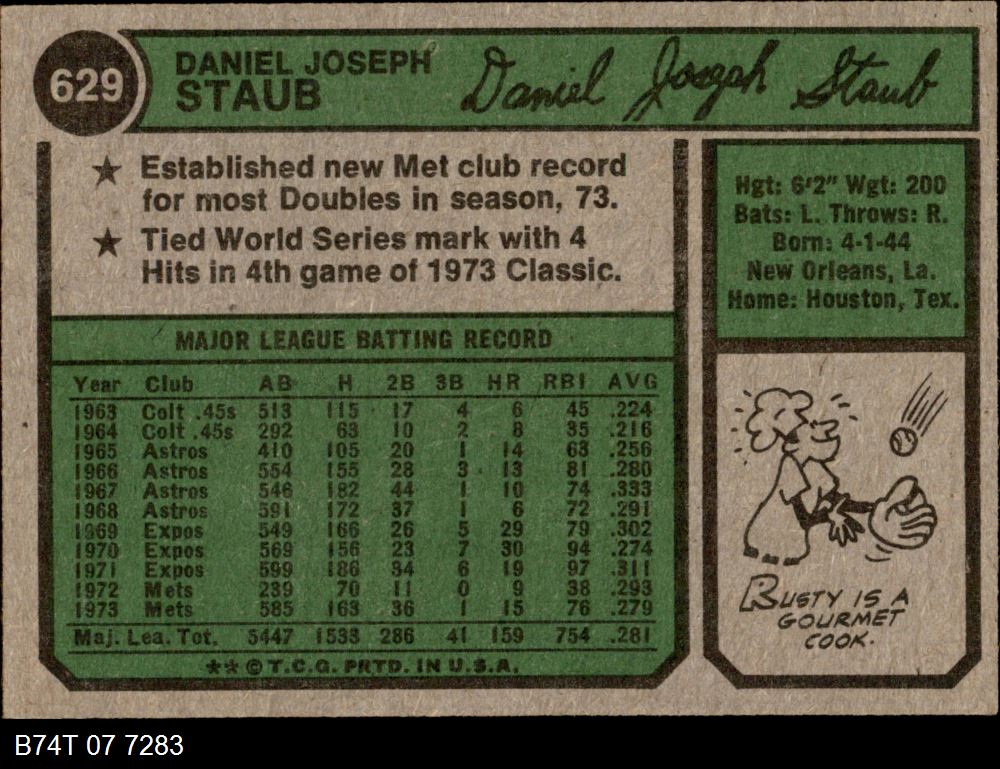 629
DANIEL JOSEPH
STAUB
Daniel Joseph Staub
★ Established new Met club record
for most Doubles in season, 73.
★ Tied World Series mark with 4
Hits in 4th game of 1973 Classic.
Hgt: 6'2" Wgt: 200
Bats: L. Throws: R.
Born: 4-1-44
New Orleans, La.
Home: Houston, Tex.
MAJOR LEAGUE BATTING RECORD
Year Club AB H 2B 3B HR RBI AVG
1963 Colt .45s 513 115 17 4 6 45 .224
1964 Colt .45s 292 63 10 2 8 35 .216
1965 Astros 410 105 20 1 14 63 .256
1966 Astros 554 155 28 3 13 81 .280
1967 Astros 546 182 44 1 10 74 .333
1968 Astros 591 172 37 1 6 72 .291
1969 Expos 549 166 26 5 29 79 .302
1970 Expos 569 156 23 7 30 94 .274
1971 Expos 599 186 34 6 19 97 .311
1972 Mets 239 70 11 0 9 38 .293
1973 Mets 585 163 36 1 15 76 .279
Maj. Lea. Tot. 5447 1533 286 41 159 754 .281
★★ © T.C.G. PRTD. IN U.S.A.
RUSTY IS A
GOURMET
COOK.
B74T 07 7283